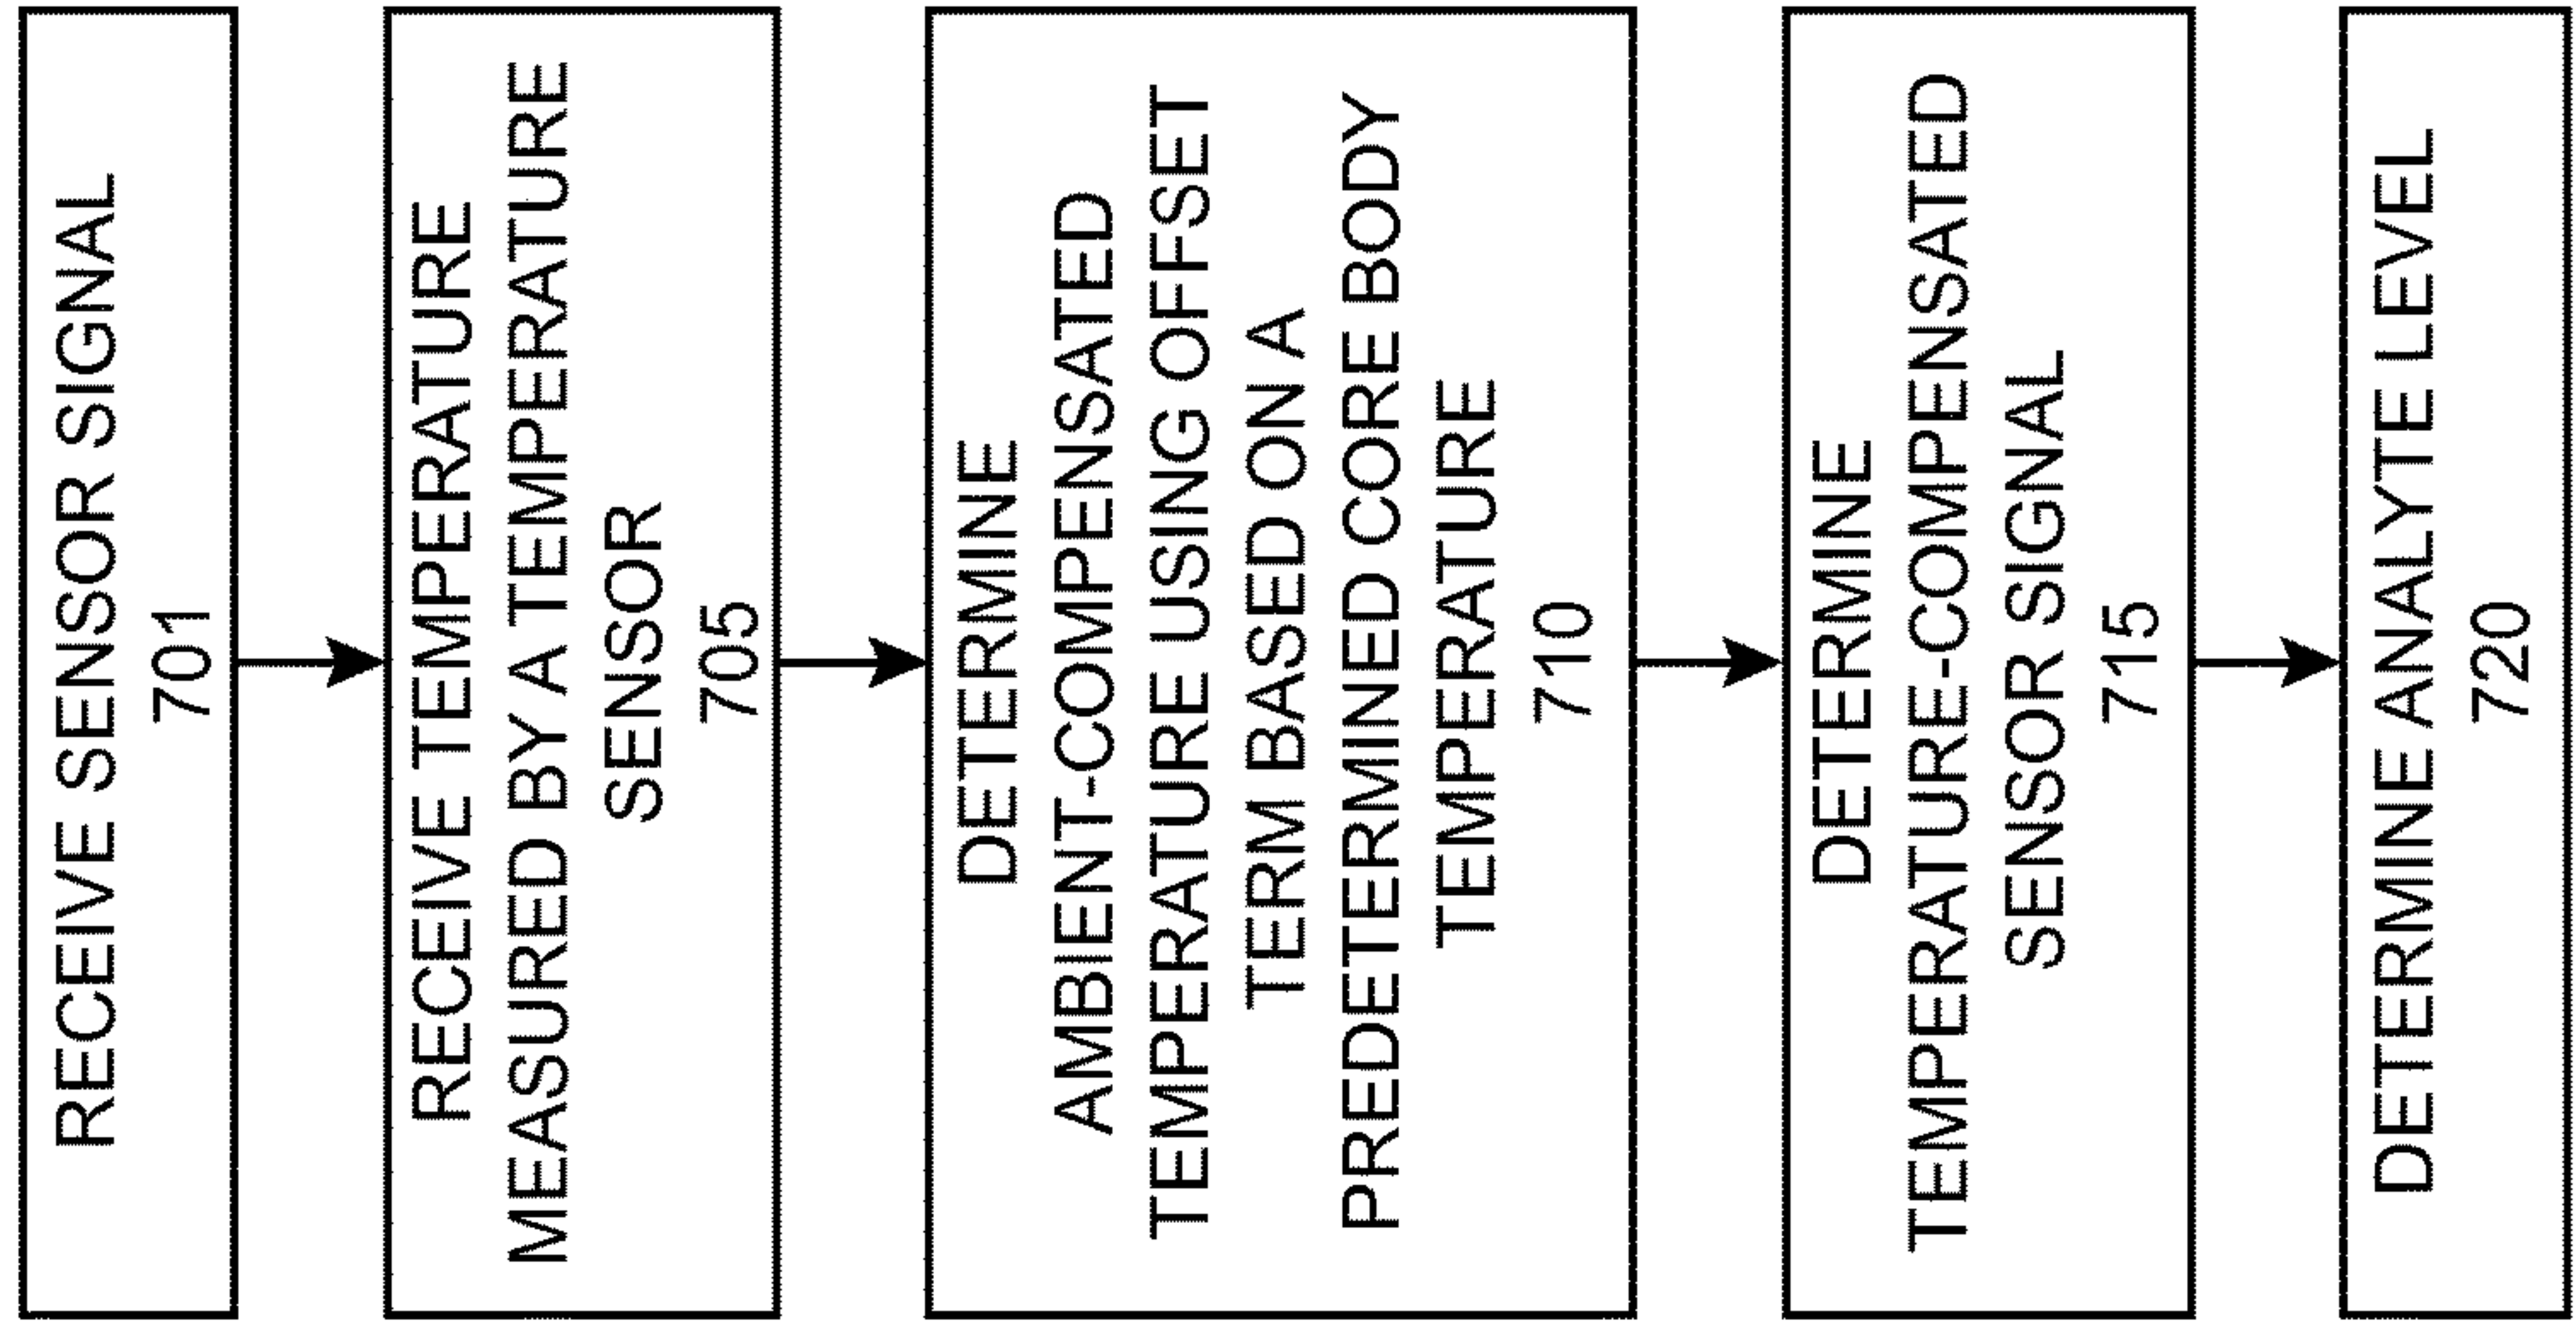 RECEIVE SENSOR SIGNAL
701
RECEIVE TEMPERATURE
MEASURED BY A TEMPERATURE
SENSOR
705
DETERMINE
AMBIENT-COMPENSATED
TEMPERATURE USING OFFSET
TERM BASED ON A
PREDETERMINED CORE BODY
TEMPERATURE
710
DETERMINE
TEMPERATURE-COMPENSATED
SENSOR SIGNAL
715
DETERMINE ANALYTE LEVEL
720